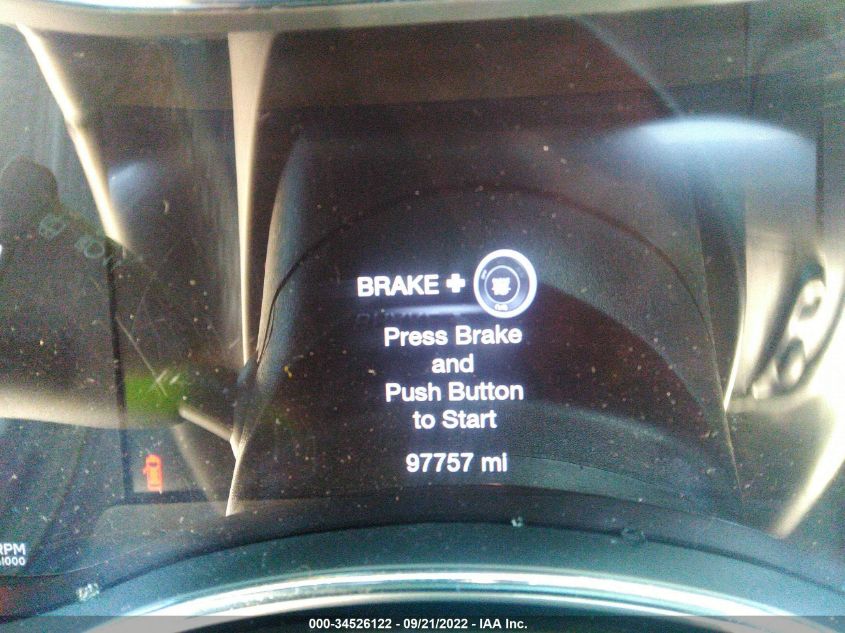 BRAKE +
Press Brake
and
Push Button
to Start
97757 mi
RPM
000-34526122 - 09/21/2022 - IAA Inc.